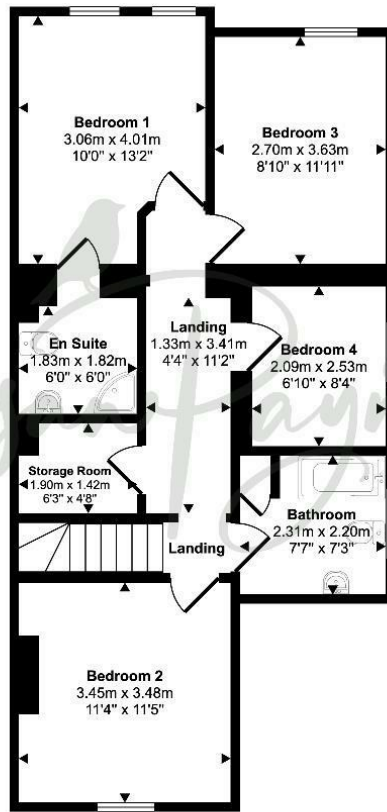 Bedroom 1
3.06m x 4.01m
10'0" x 13'2"
Bedroom 3
2.70m x 3.63m
8'10" x 11'11"
En Suite
1.83m x 1.82m
6'0" x 6'0"
Landing
1.33m x 3.41m
4'4" x 11'2"
Bedroom 4
2.09m x 2.53m
6'10" x 8'4"
Storage Room
1.90m x 1.42m
6'3" x 4'8"
Landing
Bathroom
2.31m x 2.20m
7'7" x 7'3"
Bedroom 2
3.45m x 3.48m
11'4" x 11'5"